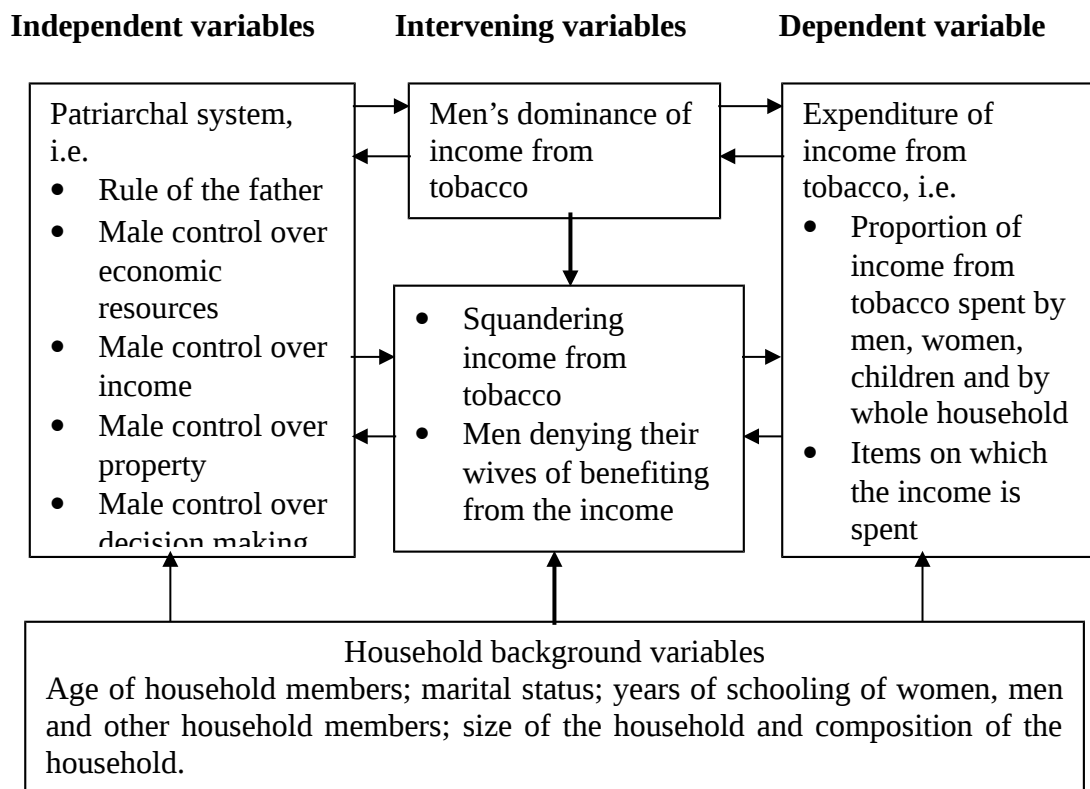 Independent variables
Intervening variables
Dependent variable
Patriarchal system,
i.e.
• Rule of the father
• Male control over
economic
resources
• Male control over
income
• Male control over
property
• Male control over
decision making
Men’s dominance of
income from
tobacco
• Squandering
income from
tobacco
• Men denying their
wives of benefiting
from the income
Expenditure of
income from
tobacco, i.e.
• Proportion of
income from
tobacco spent by
men, women,
children and by
whole household
• Items on which
the income is
spent
Household background variables
Age of household members; marital status; years of schooling of women, men
and other household members; size of the household and composition of the
household.